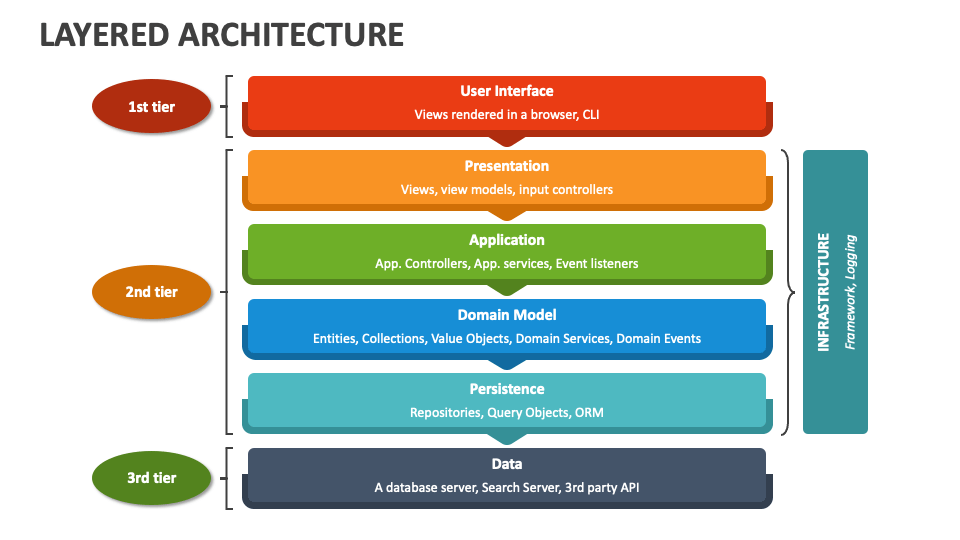 LAYERED ARCHITECTURE
1st tier
User Interface
Views rendered in a browser, CLI
Presentation
Views, view models, input controllers
Application
App. Controllers, App. services, Event listeners
2nd tier
Domain Model
Entities, Collections, Value Objects, Domain Services, Domain Events
Persistence
Repositories, Query Objects, ORM
INFRASTRUCTURE
Framework, Logging
3rd tier
Data
A database server, Search Server, 3rd party API